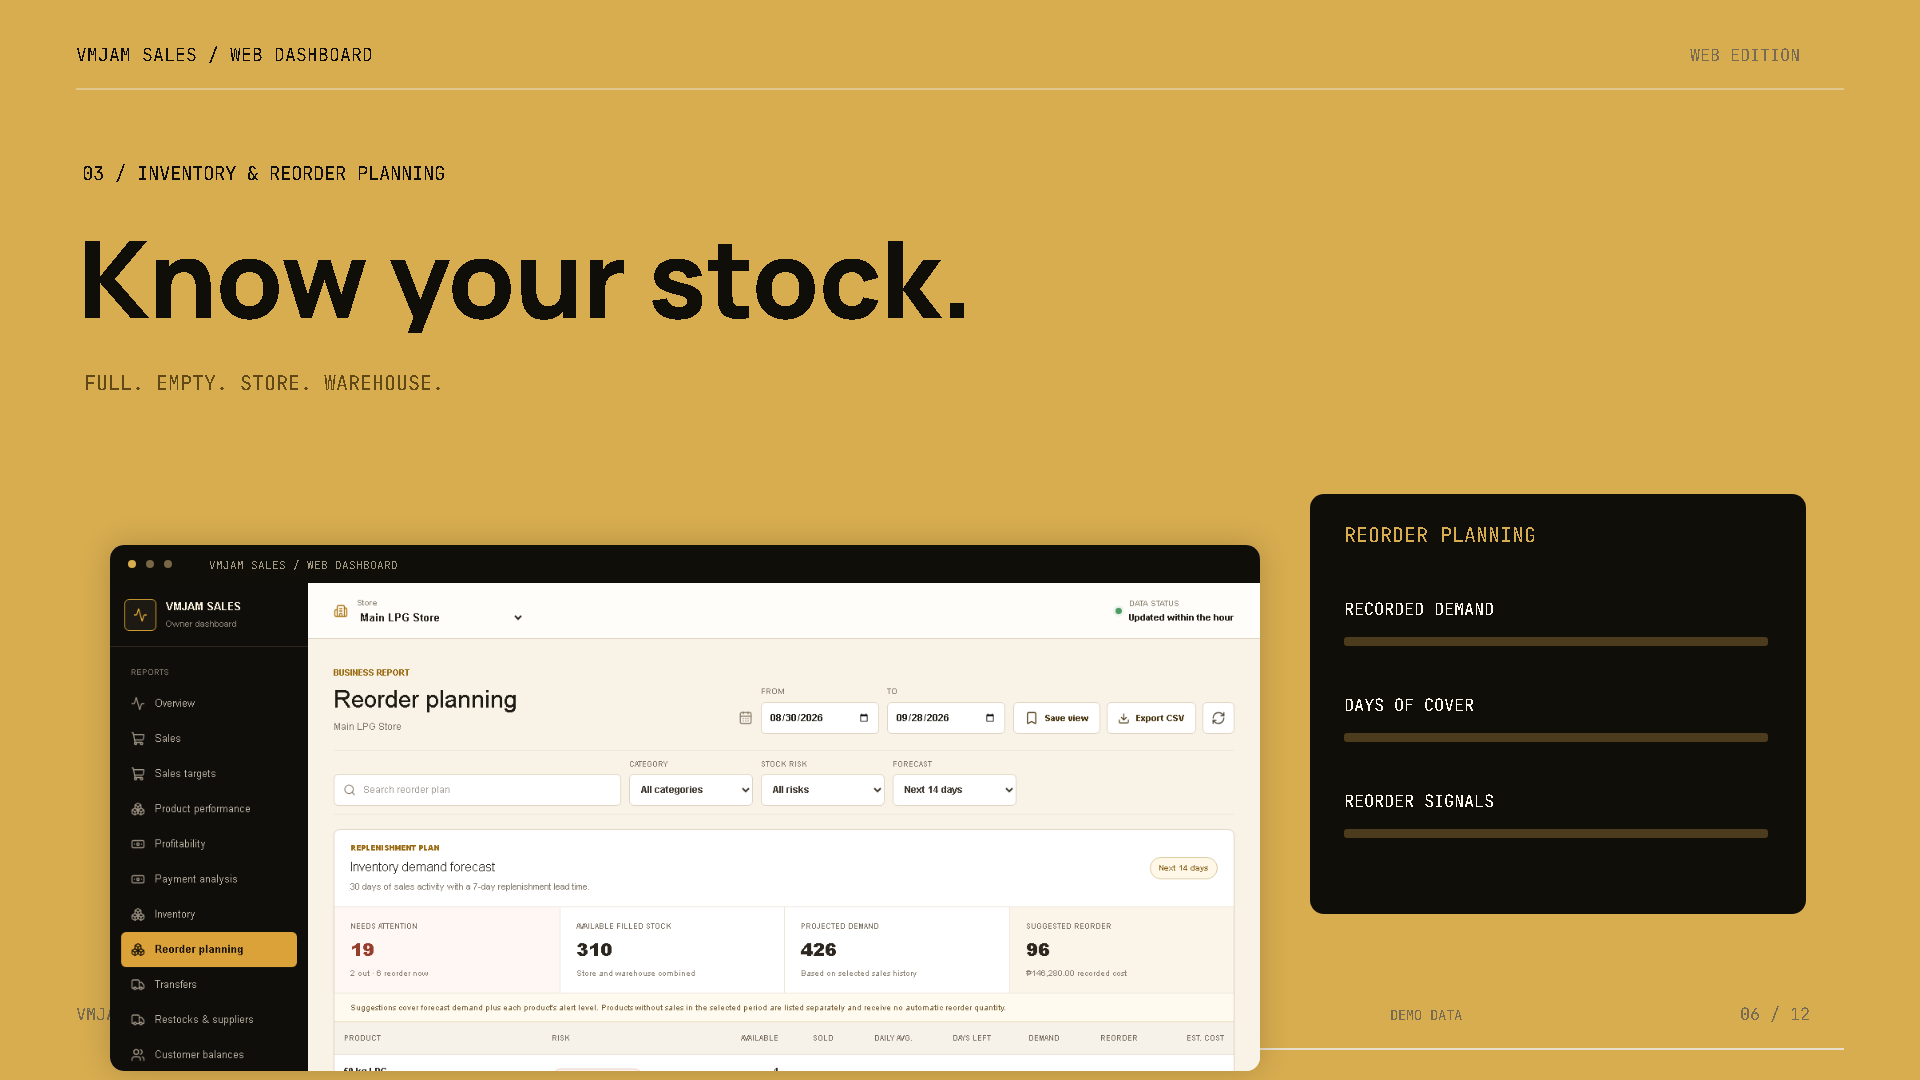 VMJAM SALES / WEB DASHBOARD
WEB EDITION
03 / INVENTORY & REORDER PLANNING
Know your stock.
FULL. EMPTY. STORE. WAREHOUSE.
VMJAM SALES / WEB DASHBOARD
VMJAM SALES
Owner dashboard
REPORTS
Overview
Sales
Sales targets
Product performance
Profitability
Payment analysis
Inventory
Reorder planning
Transfers
Restocks & suppliers
Customer balances
Store
Main LPG Store
DATA STATUS
Updated within the hour
BUSINESS REPORT
Reorder planning
Main LPG Store
FROM
08/30/2026
TO
09/28/2026
Save view
Export CSV
Search reorder plan
CATEGORY
All categories
STOCK RISK
All risks
FORECAST
Next 14 days
REPLENISHMENT PLAN
Inventory demand forecast
30 days of sales activity with a 7-day replenishment lead time.
Next 14 days
NEEDS ATTENTION
19
2 out · 6 reorder now
AVAILABLE FILLED STOCK
310
Store and warehouse combined
PROJECTED DEMAND
426
Based on selected sales history
SUGGESTED REORDER
96
₱146,280.00 recorded cost
Suggestions cover forecast demand plus each product's alert level. Products without sales in the selected period are listed separately and receive no automatic reorder quantity.
PRODUCT RISK AVAILABLE SOLD DAILY AVG. DAYS LEFT DEMAND REORDER EST. COST
REORDER PLANNING
RECORDED DEMAND
DAYS OF COVER
REORDER SIGNALS
DEMO DATA
06 / 12